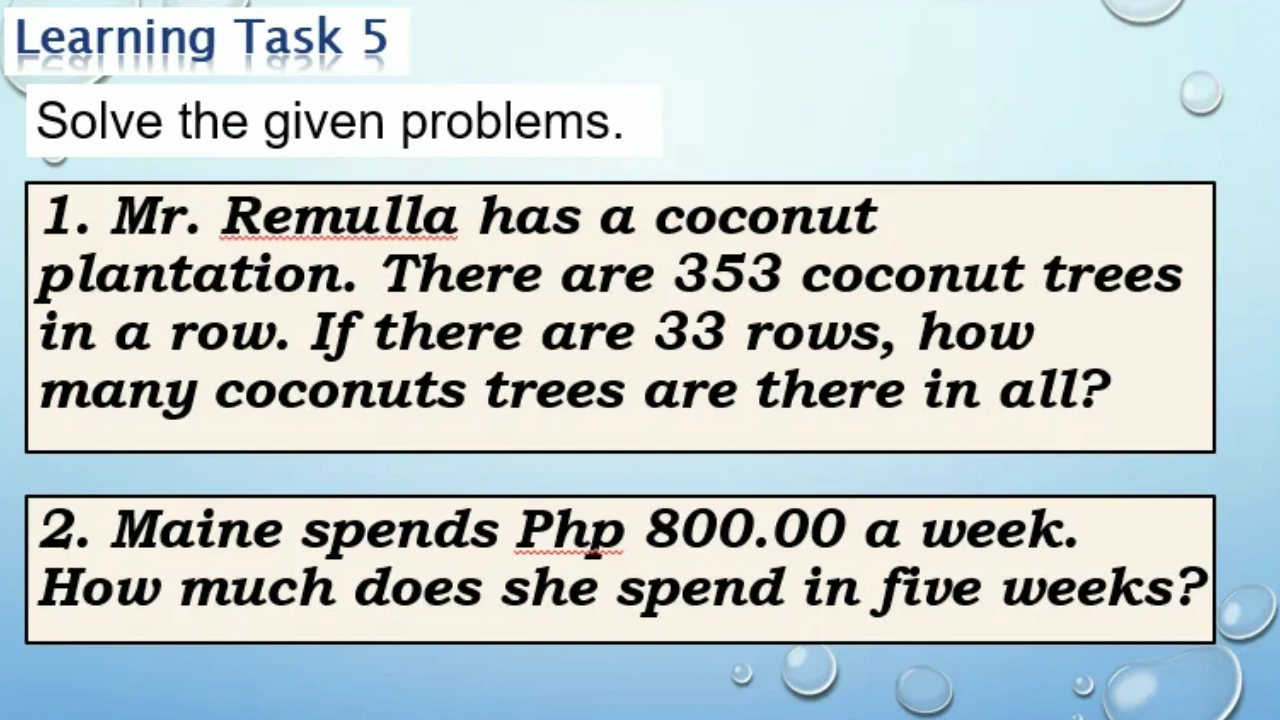 Learning Task 5
Solve the given problems.
1. Mr. Remulla has a coconut
plantation. There are 353 coconut trees
in a row. If there are 33 rows, how
many coconuts trees are there in all?
2. Maine spends Php 800.00 a week.
How much does she spend in five weeks?